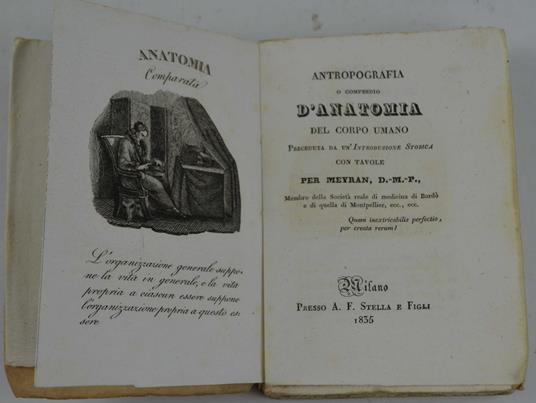 ANATOMIA
Comparata
L'organizzazione generale suppo-
ne la vita in generale, e la vita
propria a ciascun essere suppone
l'organizzazione propria a questo es-
sere
ANTROPOGRAFIA
O COMPENDIO
D'ANATOMIA
DEL CORPO UMANO
PRECEDUTA DA UN'INTRODUZIONE STORICA
CON TAVOLE
PER MEYRAN, D.-M.-P.,
Membro della Società reale di medicina di Bordò
e di quella di Montpellier, ecc., ecc.
Quam inextricabilis perfectio,
per creata rerum!
Milano
PRESSO A. F. STELLA E FIGLI
1835